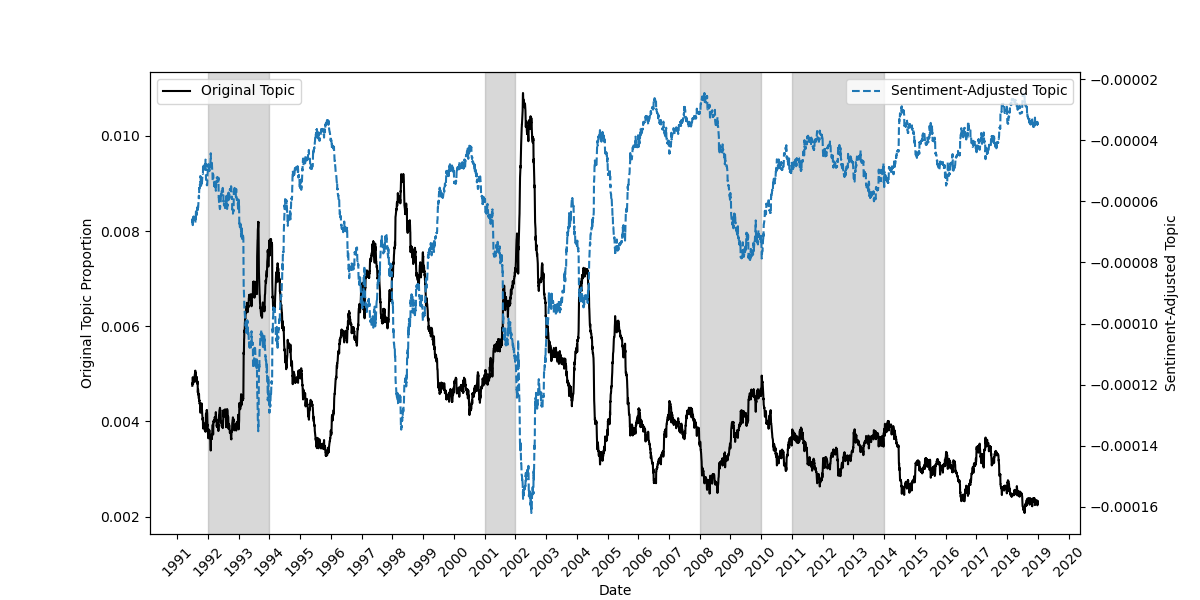 Original Topic
Sentiment-Adjusted Topic
Original Topic Proportion
0.010
0.008
0.006
0.004
0.002
−0.00002
−0.00004
−0.00006
−0.00008
−0.00010
−0.00012
−0.00014
−0.00016
Sentiment-Adjusted Topic
1991 1992 1993 1994 1995 1996 1997 1998 1999 2000 2001 2002 2003 2004 2005 2006 2007 2008 2009 2010 2011 2012 2013 2014 2015 2016 2017 2018 2019 2020
Date